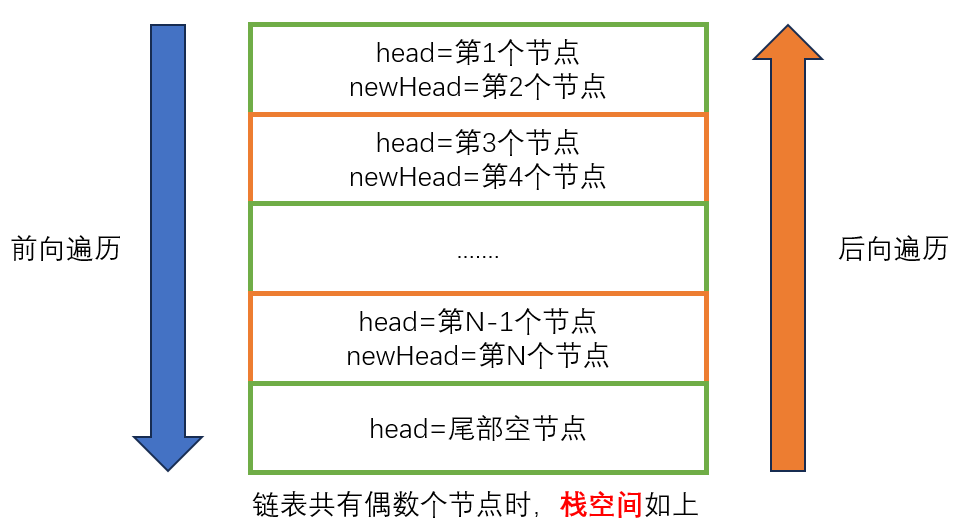 head=第1个节点
newHead=第2个节点
head=第3个节点
newHead=第4个节点
前向遍历
.......
后向遍历
head=第N-1个节点
newHead=第N个节点
head=尾部空节点
链表共有偶数个节点时，栈空间如上